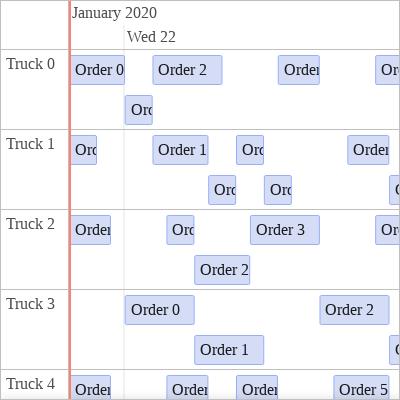 January 2020
Wed 22
Truck 0
Order 0
Order 2
Order
Or
Orc
Truck 1
Orc
Order 1
Orc
Order
Orc
Orc
Truck 2
Order
Orc
Order 3
Or
Order 2
Truck 3
Order 0
Order 2
Order 1
Truck 4
Order
Order
Order
Order 5